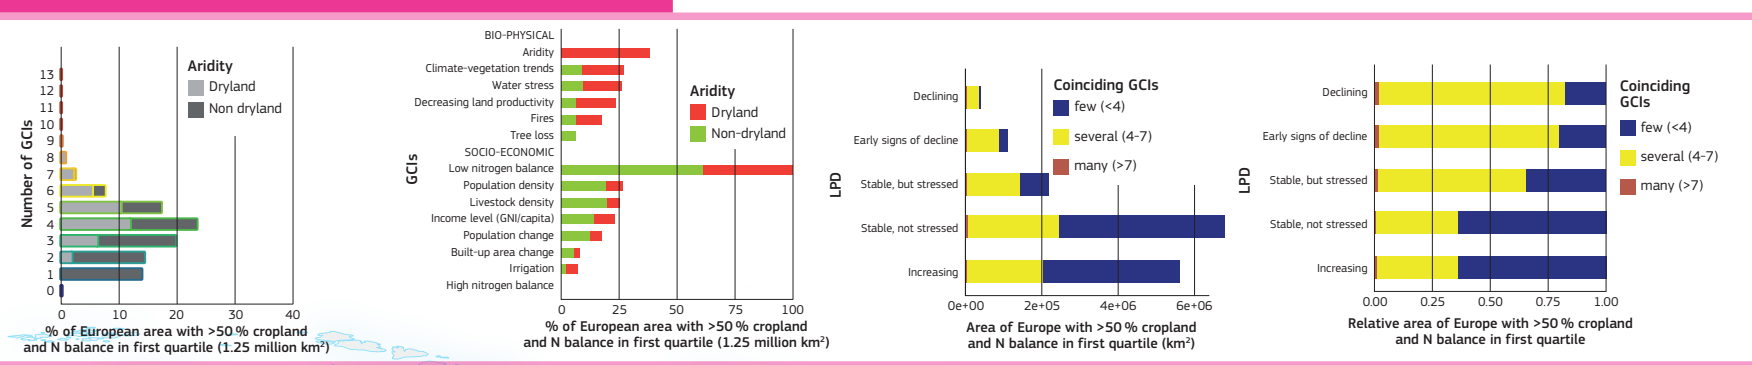 Number of GCIs
13
12
11
10
9
8
7
6
5
4
3
2
1
0
0 10 20 30 40
Aridity
Dryland
Non dryland
% of European area with >50 % cropland
and N balance in first quartile (1.25 million km²)
GCIs
BIO-PHYSICAL
Aridity
Climate-vegetation trends
Water stress
Decreasing land productivity
Fires
Tree loss
SOCIO-ECONOMIC
Low nitrogen balance
Population density
Livestock density
Income level (GNI/capita)
Population change
Built-up area change
Irrigation
High nitrogen balance
0 25 50 75 100
Aridity
Dryland
Non-dryland
% of European area with >50 % cropland
and N balance in first quartile (1.25 million km²)
LPD
Declining
Early signs of decline
Stable, but stressed
Stable, not stressed
Increasing
0e+00 2e+05 4e+06 6e+06
Coinciding GCIs
few (<4)
several (4-7)
many (>7)
Area of Europe with >50 % cropland
and N balance in first quartile (km²)
LPD
Declining
Early signs of decline
Stable, but stressed
Stable, not stressed
Increasing
0.00 0.25 0.50 0.75 1.00
Coinciding
GCIs
few (<4)
several (4-7)
many (>7)
Relative area of Europe with >50 % cropland
and N balance in first quartile